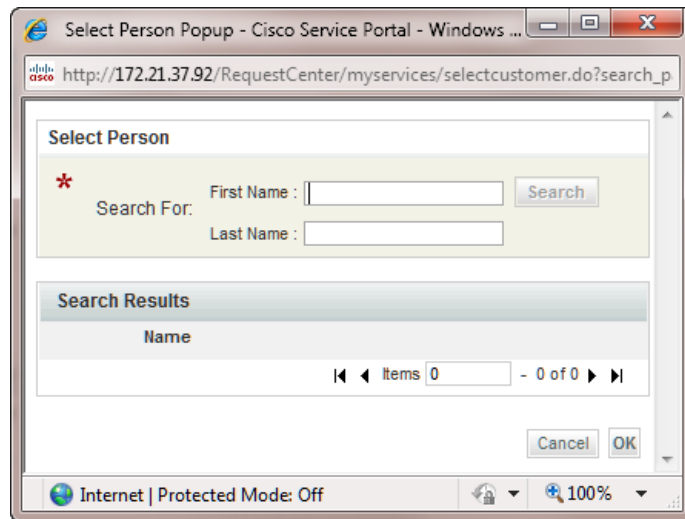 Select Person Popup - Cisco Service Portal - Windows ...
cisco http://172.21.37.92/RequestCenter/myservices/selectcustomer.do?search_p
Select Person
* First Name : Search
Search For:
Last Name :
Search Results
Name
Items 0 - 0 of 0
Cancel OK
Internet | Protected Mode: Off 100%